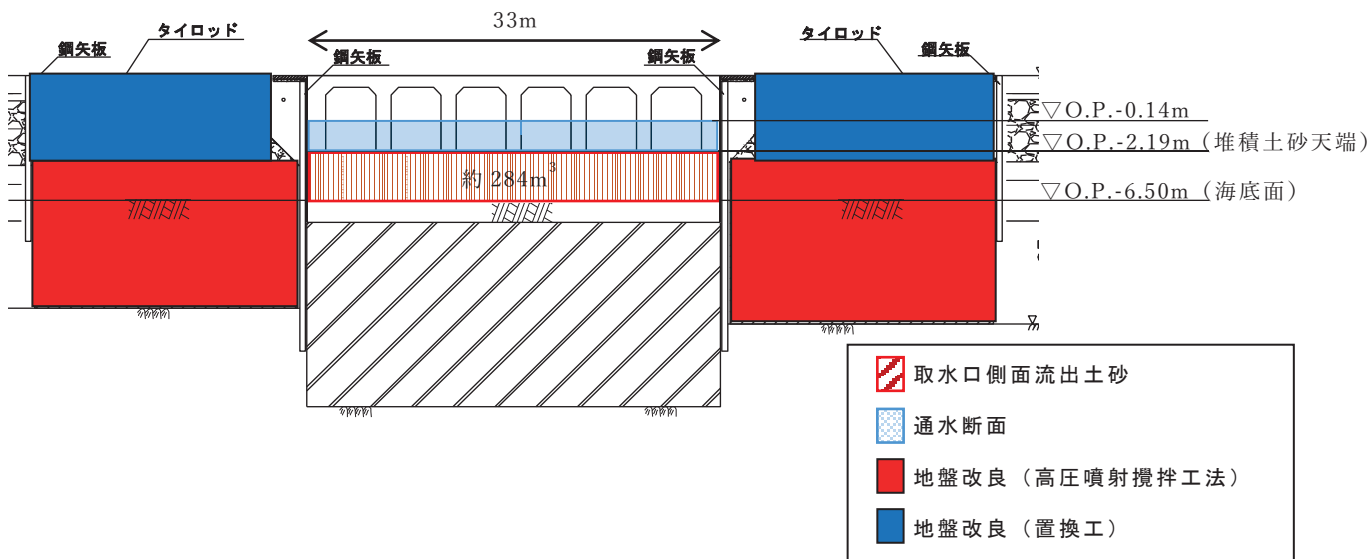 33m
鋼矢板
タイロッド
鋼矢板
鋼矢板
タイロッド
鋼矢板
▽O.P.-0.14m
▽O.P.-2.19m(堆積土砂天端)
約 284m³
▽O.P.-6.50m(海底面)
取水口側面流出土砂
通水断面
地盤改良(高圧噴射攪拌工法)
地盤改良(置換工)